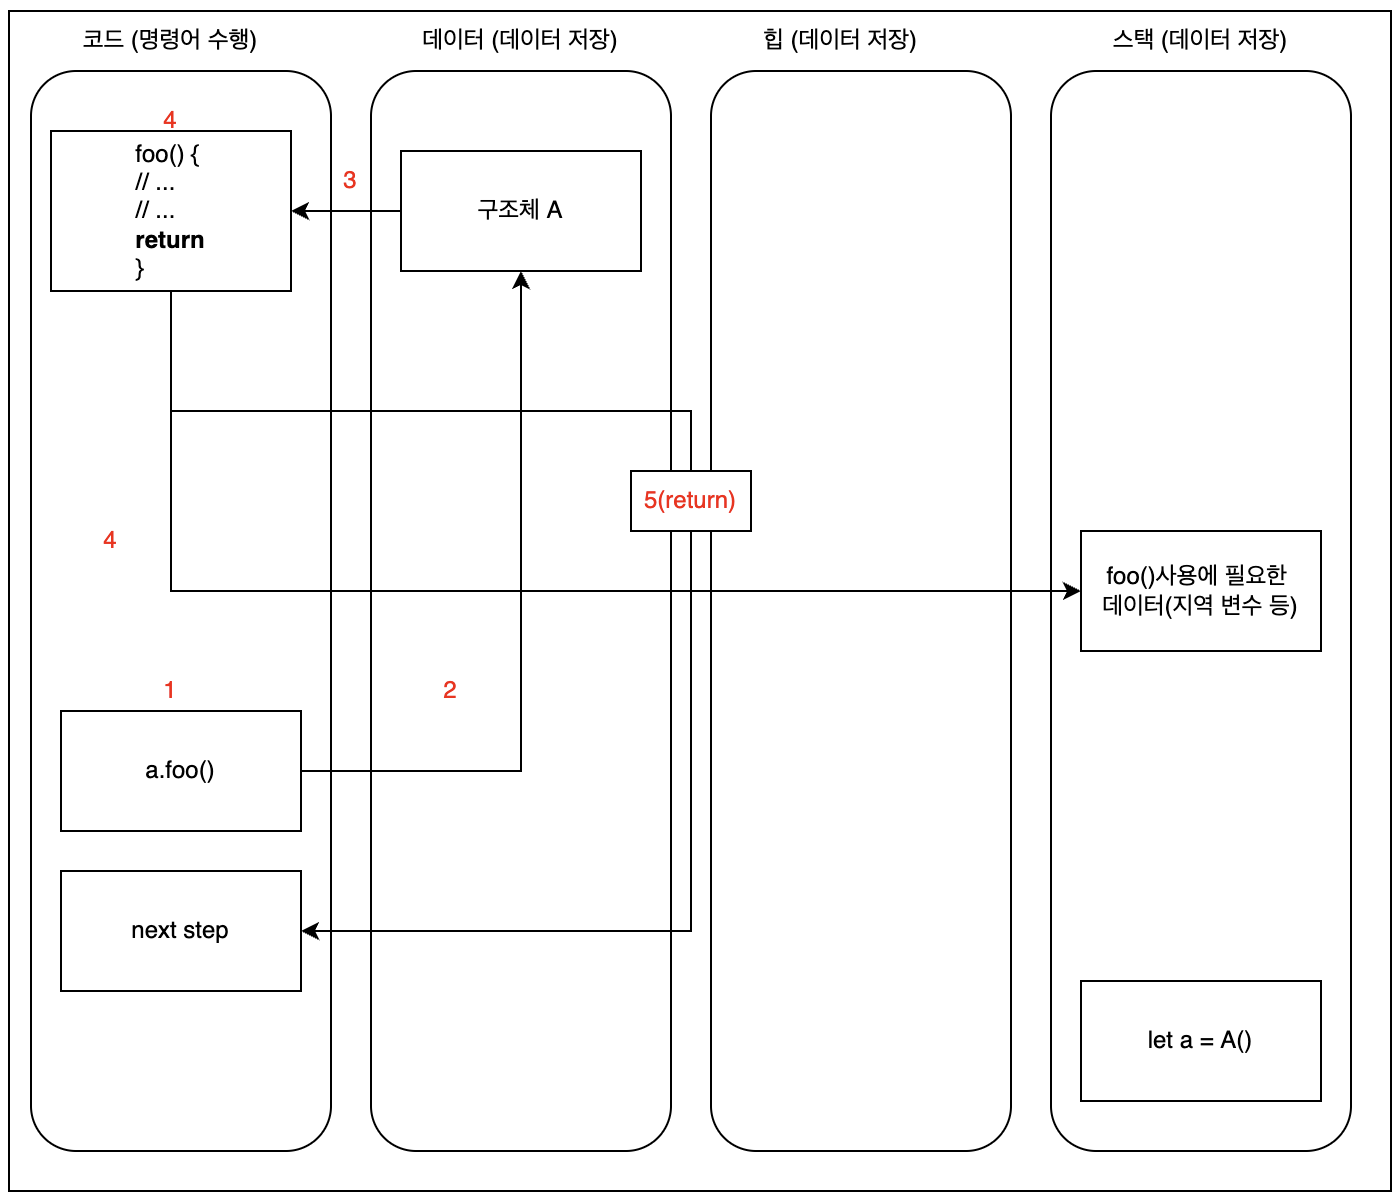 코드 (명령어 수행)
데이터 (데이터 저장)
힙 (데이터 저장)
스택 (데이터 저장)
4
foo() {
// ...
// ...
return
}
3
구조체 A
5(return)
4
foo()사용에 필요한
데이터(지역 변수 등)
1
2
a.foo()
next step
let a = A()